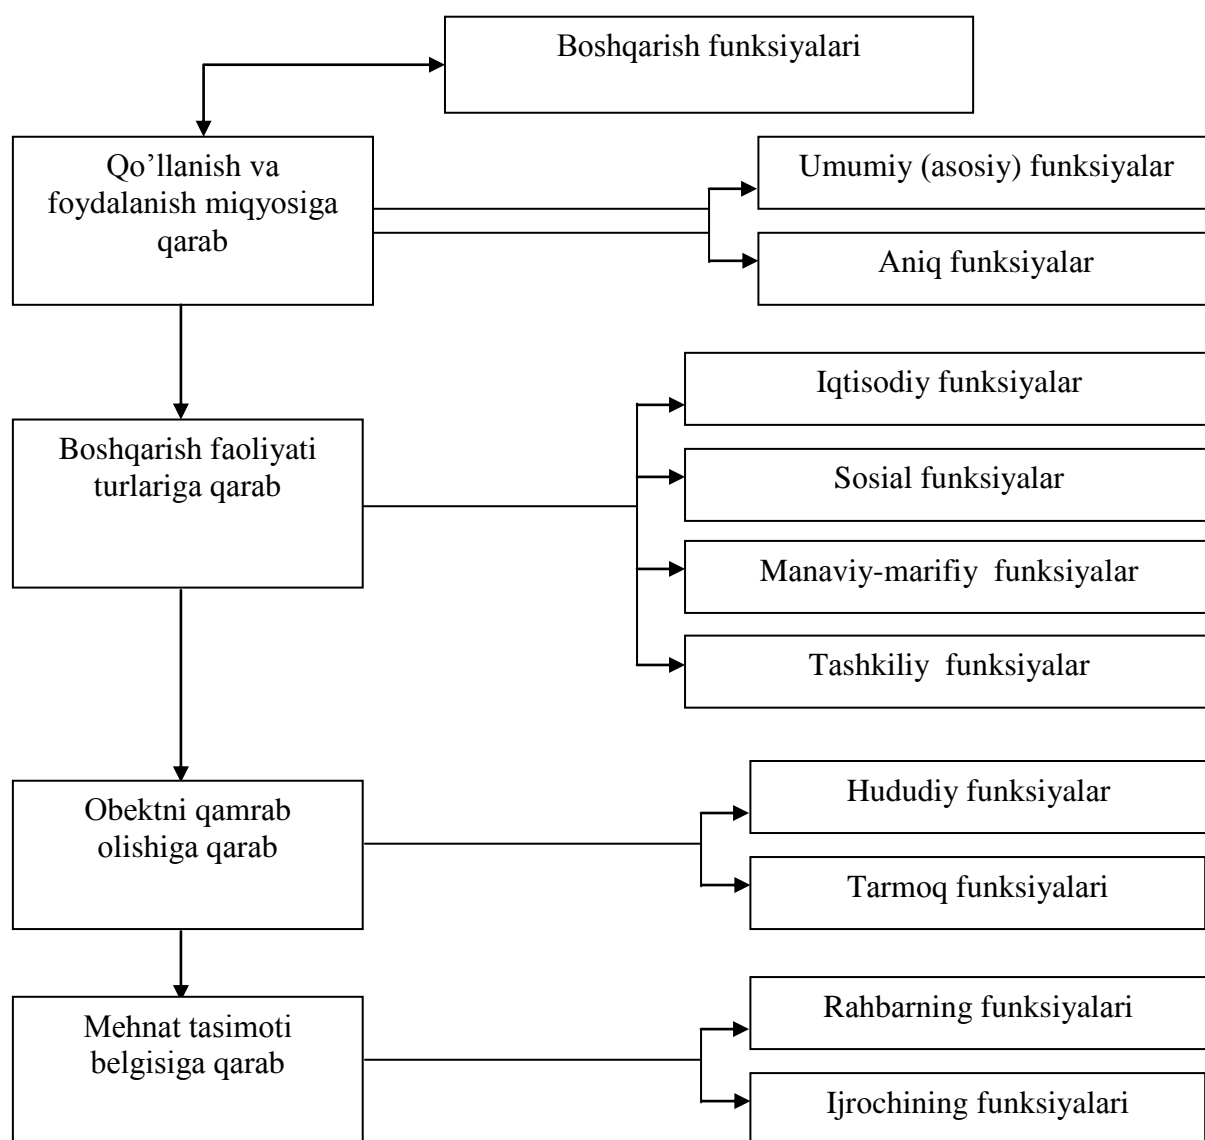 Boshqarish funksiyalari
Qo’llanish va
foydalanish miqyosiga
qarab
Umumiy (asosiy) funksiyalar
Aniq funksiyalar
Boshqarish faoliyati
turlariga qarab
Iqtisodiy funksiyalar
Sosial funksiyalar
Manaviy-marifiy  funksiyalar
Tashkiliy  funksiyalar
Obektni qamrab
olishiga qarab
Hududiy funksiyalar
Tarmoq funksiyalari
Mehnat tasimoti
belgisiga qarab
Rahbarning funksiyalari
Ijrochining funksiyalari